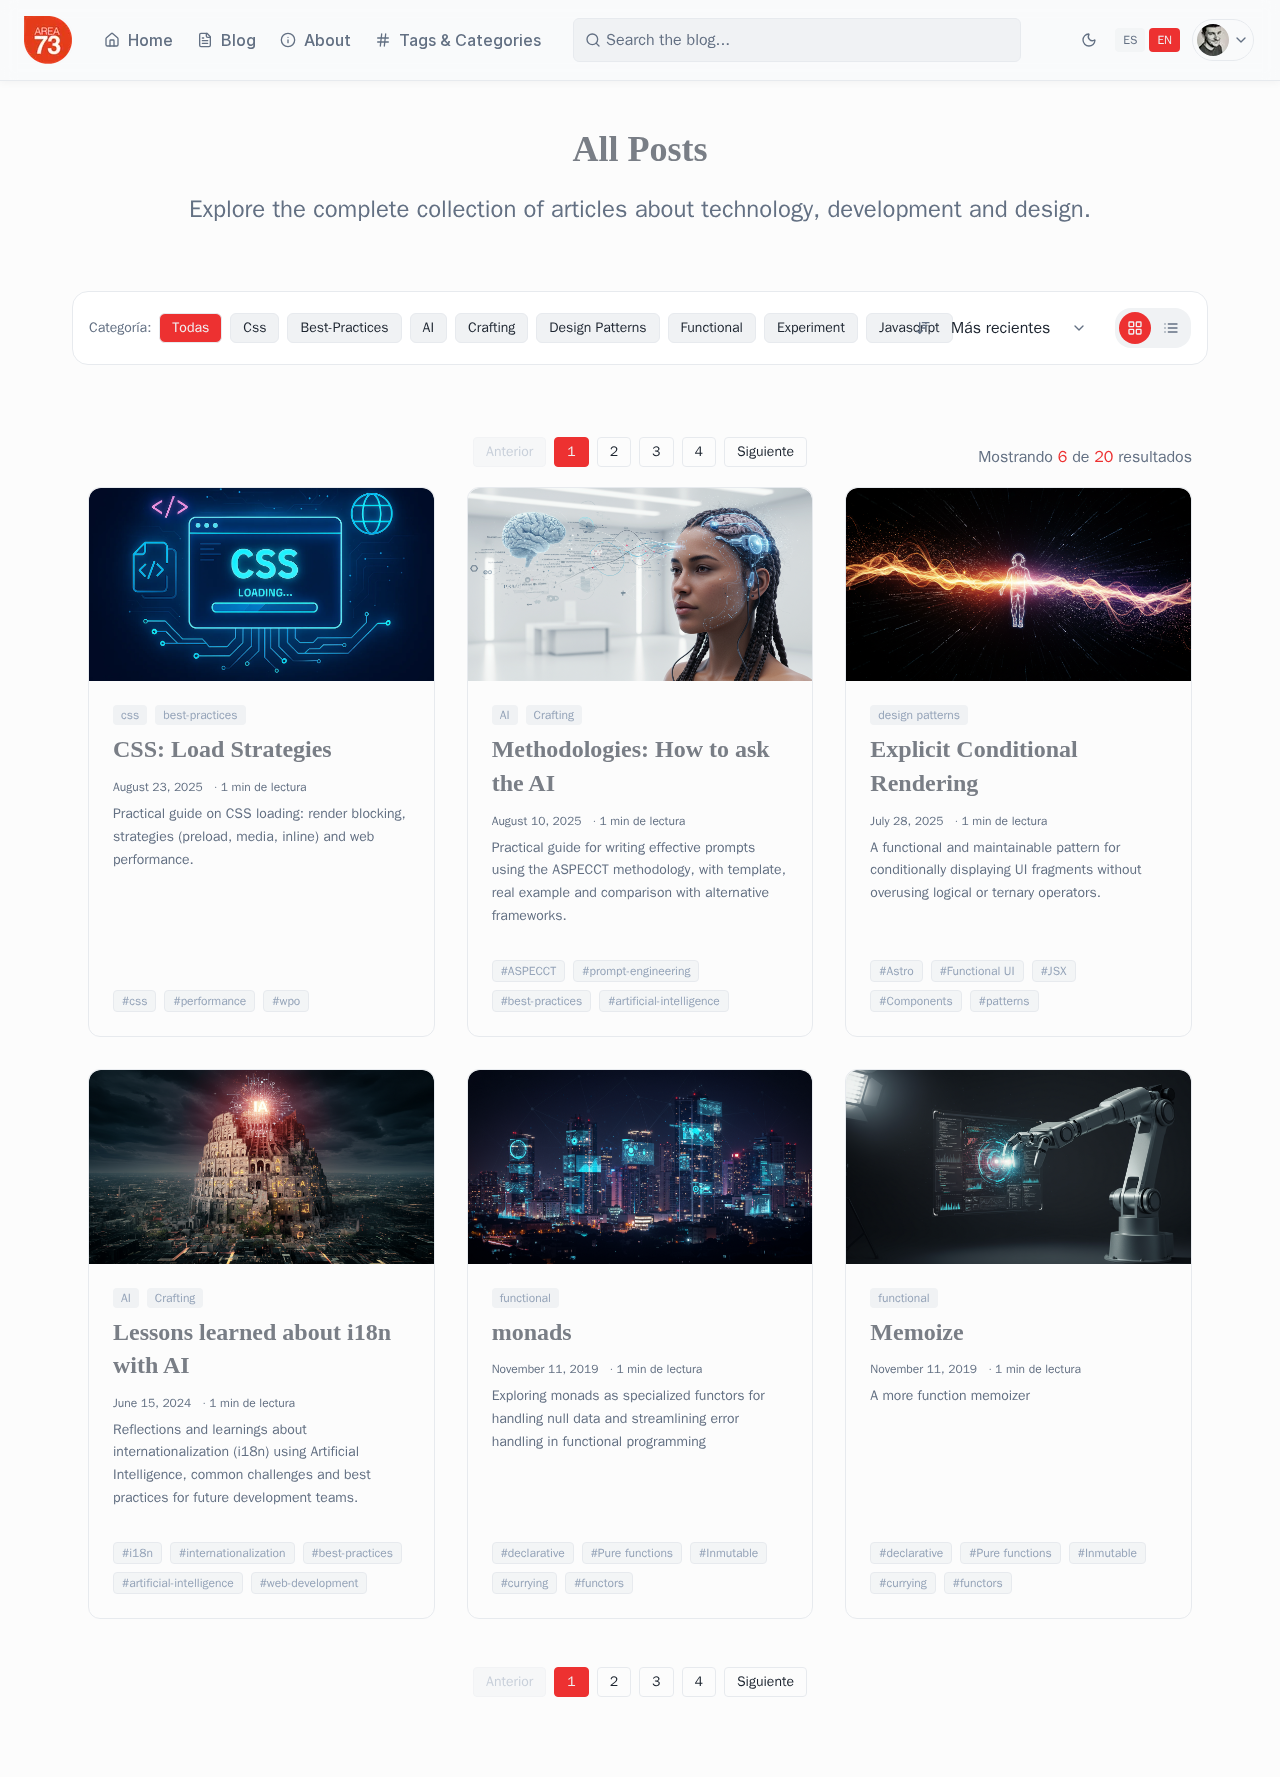 AREA
73
Home
Blog
About
Tags & Categories
Search the blog...
ES
EN
All Posts
Explore the complete collection of articles about technology, development and design.
Categoría:
Todas
Css
Best-Practices
AI
Crafting
Design Patterns
Functional
Experiment
Javascript
Más recientes
Anterior
1
2
3
4
Siguiente
Mostrando 6 de 20 resultados
</>
</>
CSS
LOADING...
css
best-practices
CSS: Load Strategies
August 23, 2025 · 1 min de lectura
Practical guide on CSS loading: render blocking,
strategies (preload, media, inline) and web
performance.
#css
#performance
#wpo
AI
Crafting
Methodologies: How to ask
the AI
August 10, 2025 · 1 min de lectura
Practical guide for writing effective prompts
using the ASPECCT methodology, with template,
real example and comparison with alternative
frameworks.
#ASPECCT
#prompt-engineering
#best-practices
#artificial-intelligence
design patterns
Explicit Conditional
Rendering
July 28, 2025 · 1 min de lectura
A functional and maintainable pattern for
conditionally displaying UI fragments without
overusing logical or ternary operators.
#Astro
#Functional UI
#JSX
#Components
#patterns
IA
AI
Crafting
Lessons learned about i18n
with AI
June 15, 2024 · 1 min de lectura
Reflections and learnings about
internationalization (i18n) using Artificial
Intelligence, common challenges and best
practices for future development teams.
#i18n
#internationalization
#best-practices
#artificial-intelligence
#web-development
functional
monads
November 11, 2019 · 1 min de lectura
Exploring monads as specialized functors for
handling null data and streamlining error
handling in functional programming
#declarative
#Pure functions
#Inmutable
#currying
#functors
functional
Memoize
November 11, 2019 · 1 min de lectura
A more function memoizer
#declarative
#Pure functions
#Inmutable
#currying
#functors
Anterior
1
2
3
4
Siguiente